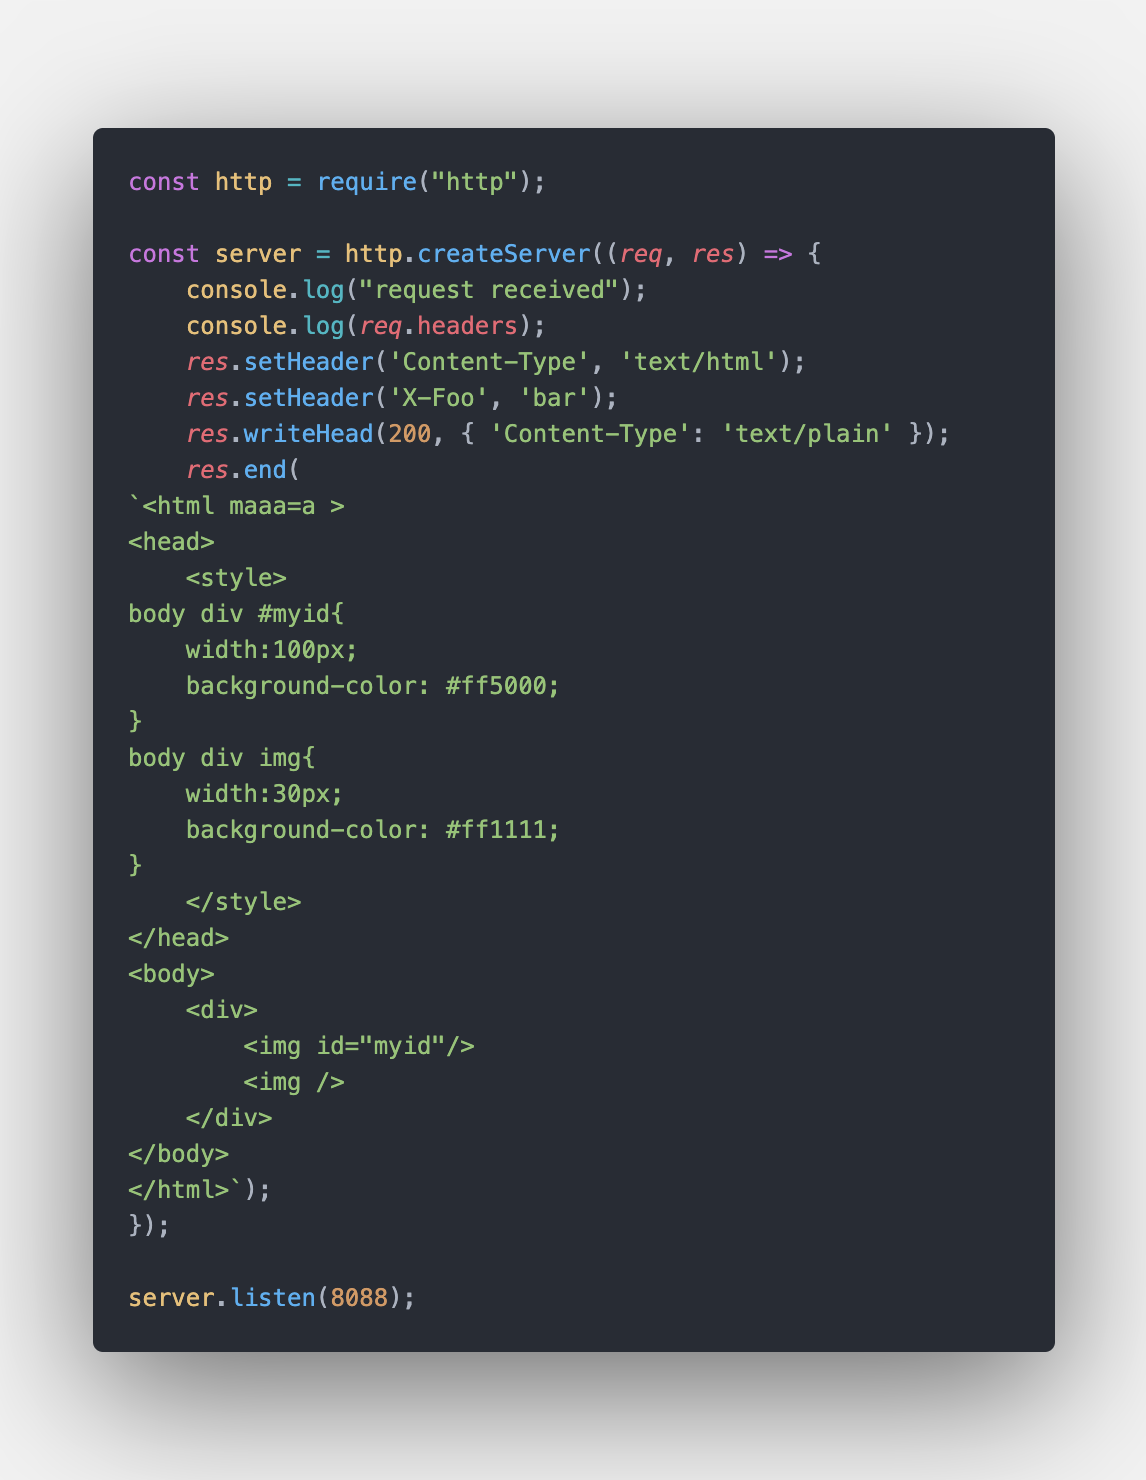 const http = require("http");

const server = http.createServer((req, res) => {
    console.log("request received");
    console.log(req.headers);
    res.setHeader('Content-Type', 'text/html');
    res.setHeader('X-Foo', 'bar');
    res.writeHead(200, { 'Content-Type': 'text/plain' });
    res.end(
`<html maaa=a >
<head>
    <style>
body div #myid{
    width:100px;
    background-color: #ff5000;
}
body div img{
    width:30px;
    background-color: #ff1111;
}
    </style>
</head>
<body>
    <div>
        <img id="myid"/>
        <img />
    </div>
</body>
</html>`);
});

server.listen(8088);